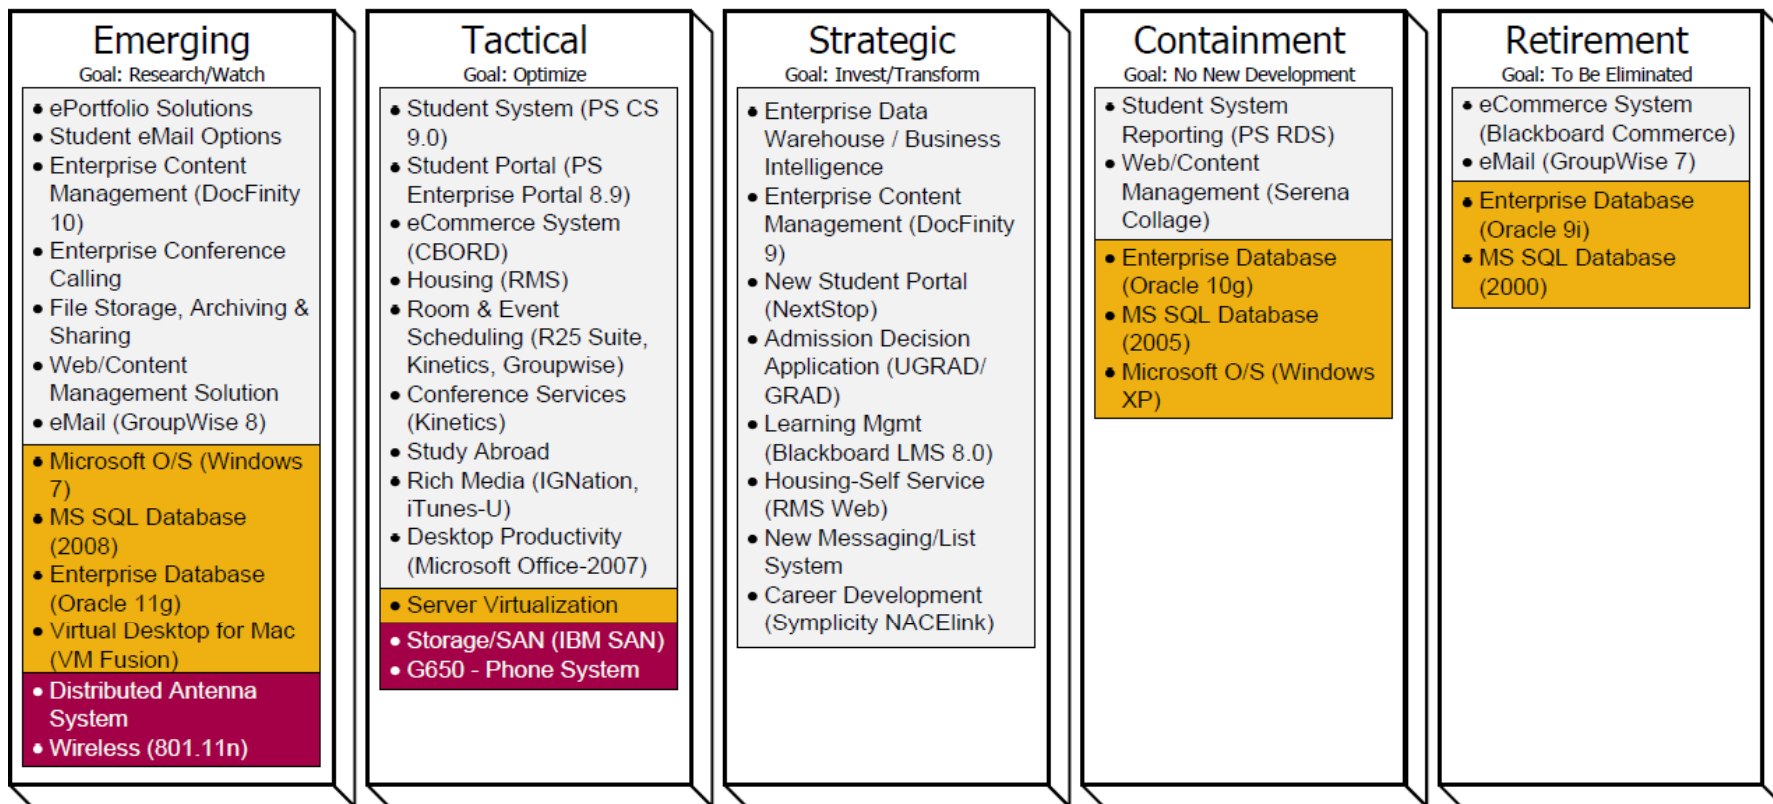 Emerging
Goal: Research/Watch
• ePortfolio Solutions
• Student eMail Options
• Enterprise Content
Management (DocFinity
10)
• Enterprise Conference
Calling
• File Storage, Archiving &
Sharing
• Web/Content
Management Solution
• eMail (GroupWise 8)
• Microsoft O/S (Windows
7)
• MS SQL Database
(2008)
• Enterprise Database
(Oracle 11g)
• Virtual Desktop for Mac
(VM Fusion)
• Distributed Antenna
System
• Wireless (801.11n)
Tactical
Goal: Optimize
• Student System (PS CS
9.0)
• Student Portal (PS
Enterprise Portal 8.9)
• eCommerce System
(CBORD)
• Housing (RMS)
• Room & Event
Scheduling (R25 Suite,
Kinetics, Groupwise)
• Conference Services
(Kinetics)
• Study Abroad
• Rich Media (IGNation,
iTunes-U)
• Desktop Productivity
(Microsoft Office-2007)
• Server Virtualization
• Storage/SAN (IBM SAN)
• G650 - Phone System
Strategic
Goal: Invest/Transform
• Enterprise Data
Warehouse / Business
Intelligence
• Enterprise Content
Management (DocFinity
9)
• New Student Portal
(NextStop)
• Admission Decision
Application (UGRAD/
GRAD)
• Learning Mgmt
(Blackboard LMS 8.0)
• Housing-Self Service
(RMS Web)
• New Messaging/List
System
• Career Development
(Symplicity NACElink)
Containment
Goal: No New Development
• Student System
Reporting (PS RDS)
• Web/Content
Management (Serena
Collage)
• Enterprise Database
(Oracle 10g)
• MS SQL Database
(2005)
• Microsoft O/S (Windows
XP)
Retirement
Goal: To Be Eliminated
• eCommerce System
(Blackboard Commerce)
• eMail (GroupWise 7)
• Enterprise Database
(Oracle 9i)
• MS SQL Database
(2000)